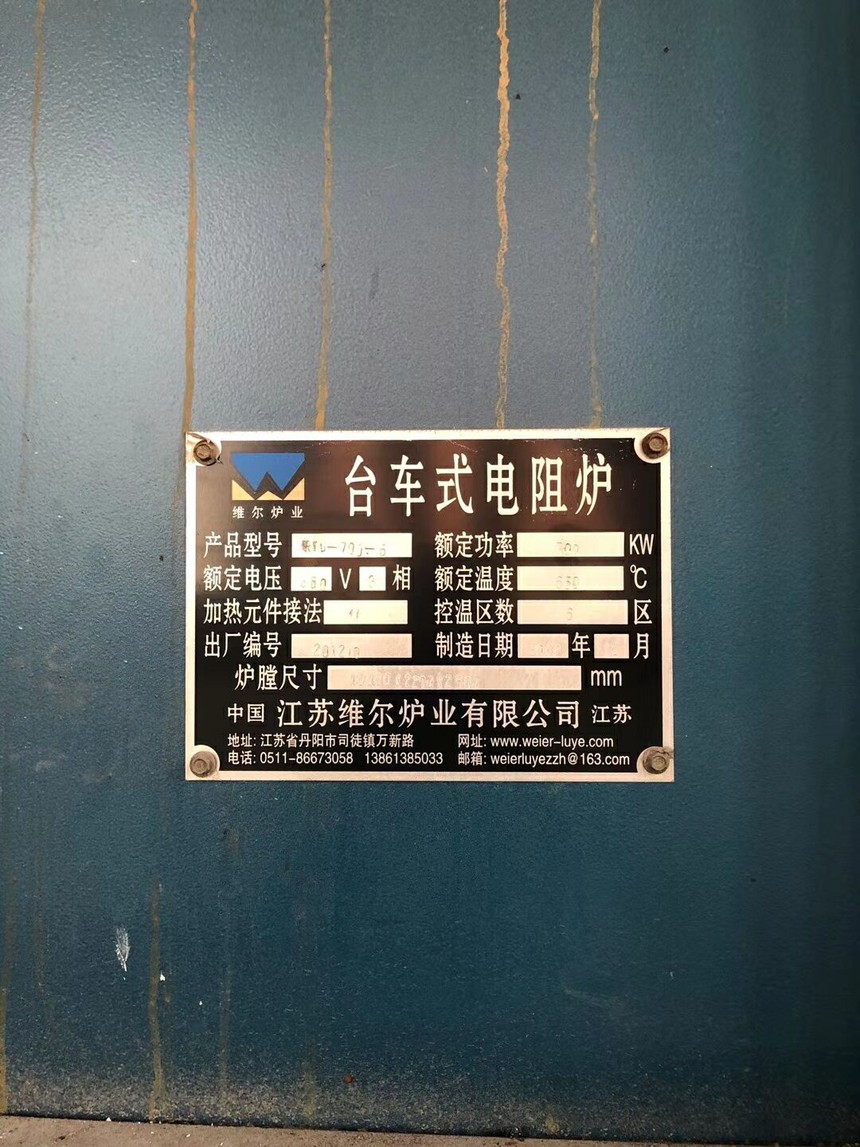 维尔炉业
台车式电阻炉
产品型号 额定功率 KW
额定电压 V 相 额定温度 ℃
加热元件接法 控温区数 区
出厂编号 制造日期 年 月
炉膛尺寸 mm
中国 江苏维尔炉业有限公司 江苏
地址: 江苏省丹阳市司徒镇万新路 网址: www.weier-luye.com
电话: 0511-86673058 13861385033 邮箱: weierluyezzh@163.com